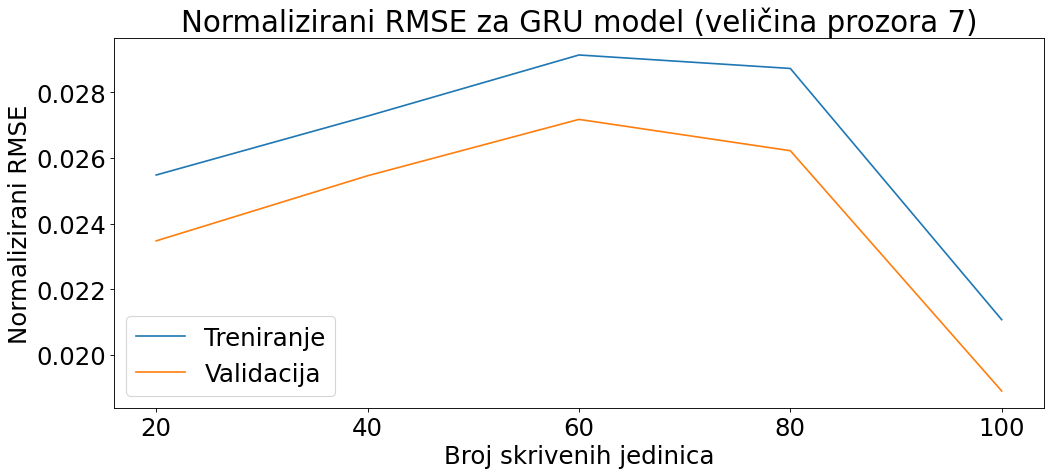 Normalizirani RMSE za GRU model (veličina prozora 7)
Normalizirani RMSE
0.028
0.026
0.024
0.022
0.020
Treniranje
Validacija
20 40 60 80 100
Broj skrivenih jedinica